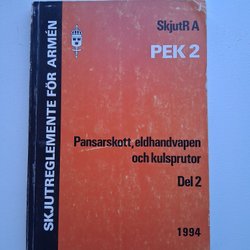 SKJUTREGLEMENTE FÖR ARMÉN
SkjutR A
PEK 2
Pansarskott, eldhandvapen
och kulsprutor
Del 2
1994